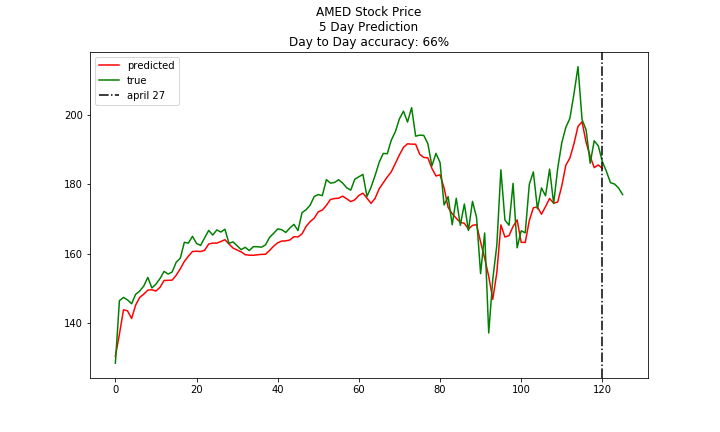 AMED Stock Price
5 Day Prediction
Day to Day accuracy: 66%
predicted
true
april 27
200
180
160
140
0 20 40 60 80 100 120